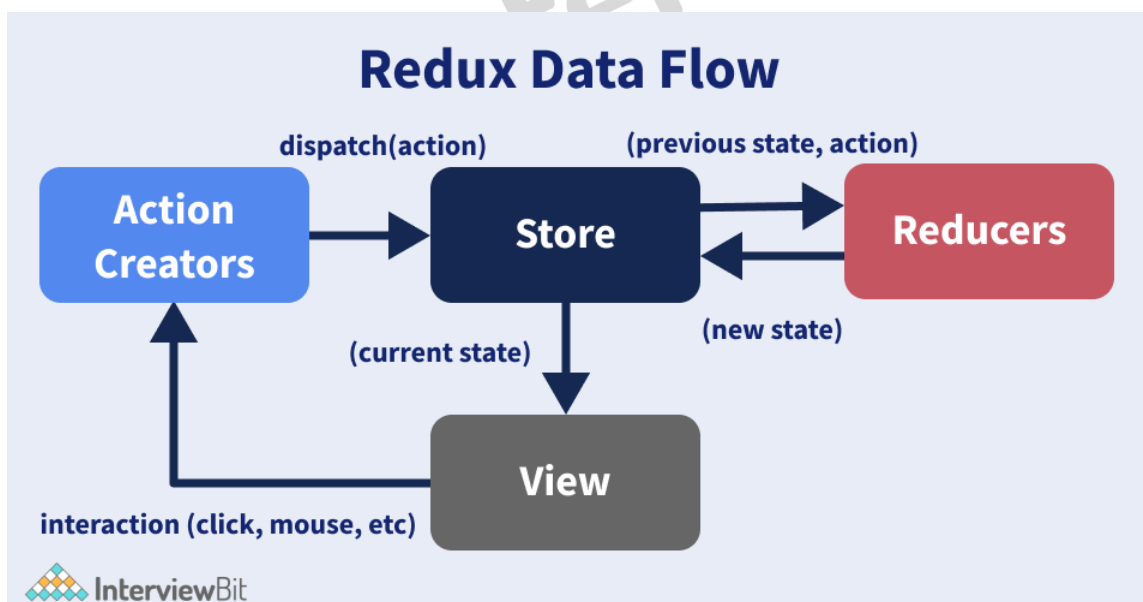 Redux Data Flow
dispatch(action)
(previous state, action)
Action
Creators
Store
Reducers
(current state)
(new state)
View
interaction (click, mouse, etc)
InterviewBit